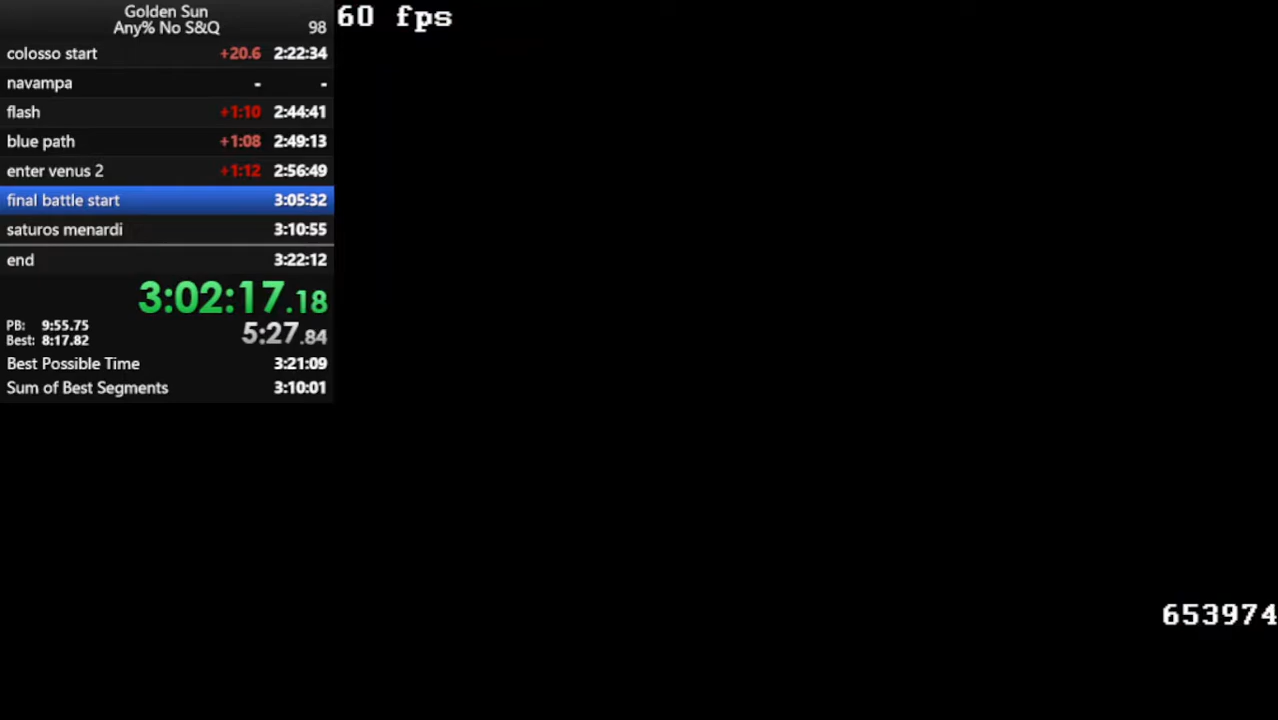 Golden Sun
Any% No S&Q 98
60 fps
colosso start +20.6 2:22:34
navampa - -
flash +1:10 2:44:41
blue path +1:08 2:49:13
enter venus 2 +1:12 2:56:49
final battle start 3:05:32
saturos menardi 3:10:55
end 3:22:12
3:02:17.18
PB: 9:55.75
Best: 8:17.82
5:27.84
Best Possible Time 3:21:09
Sum of Best Segments 3:10:01
653974